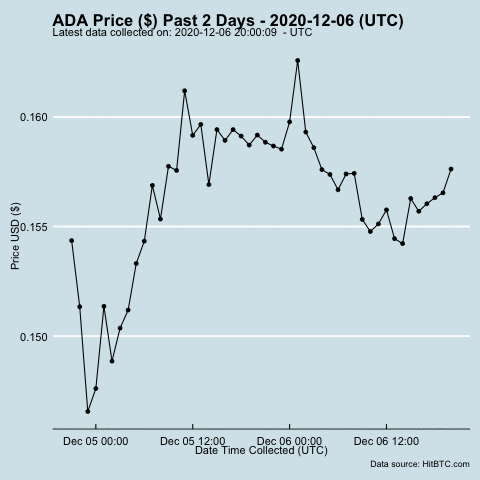 ADA Price ($) Past 2 Days - 2020-12-06 (UTC)
Latest data collected on: 2020-12-06 20:00:09  - UTC
0.160
0.155
0.150
Price USD ($)
Dec 05 00:00 Dec 05 12:00 Dec 06 00:00 Dec 06 12:00
Date Time Collected (UTC)
Data source: HitBTC.com